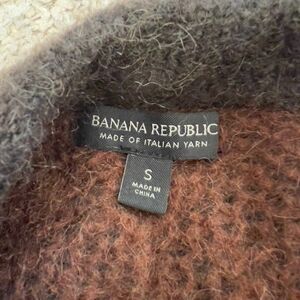 BANANA REPUBLIC
MADE OF ITALIAN YARN
S
MADE IN
CHINA